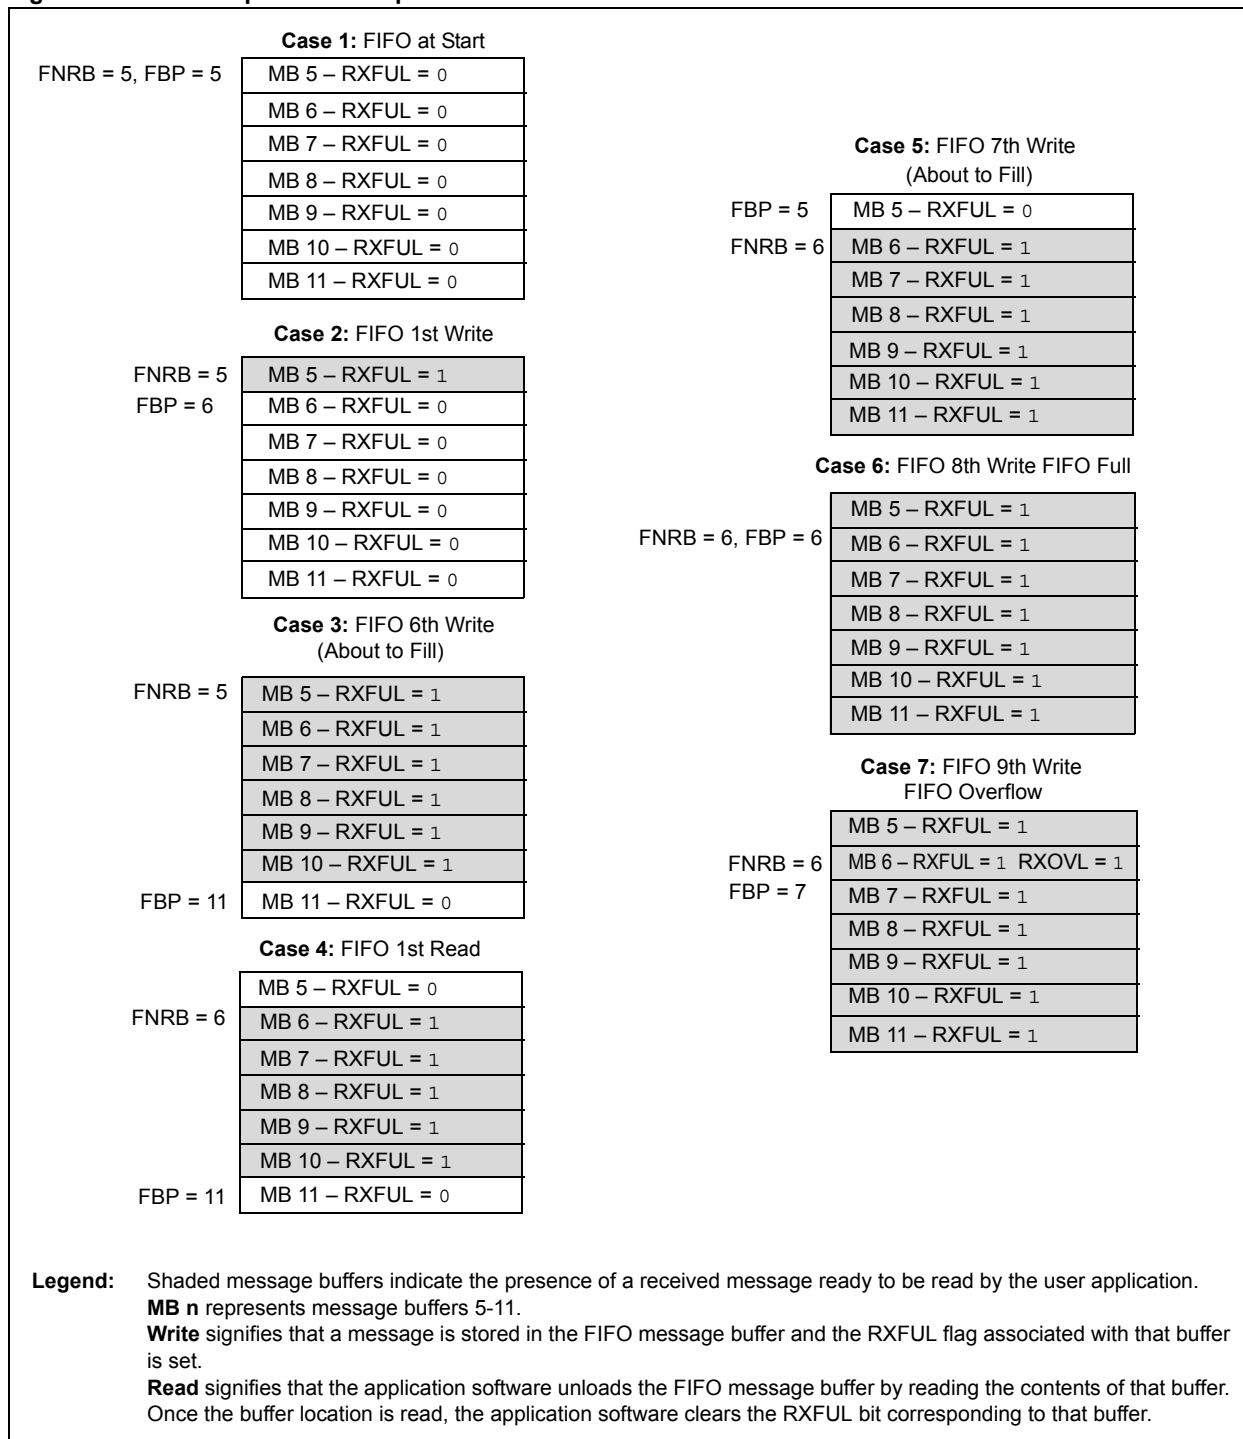 Case 1: FIFO at Start
FNRB = 5, FBP = 5
MB 5 – RXFUL = 0
MB 6 – RXFUL = 0
MB 7 – RXFUL = 0
MB 8 – RXFUL = 0
MB 9 – RXFUL = 0
MB 10 – RXFUL = 0
MB 11 – RXFUL = 0
Case 2: FIFO 1st Write
FNRB = 5 MB 5 – RXFUL = 1
FBP = 6 MB 6 – RXFUL = 0
MB 7 – RXFUL = 0
MB 8 – RXFUL = 0
MB 9 – RXFUL = 0
MB 10 – RXFUL = 0
MB 11 – RXFUL = 0
Case 3: FIFO 6th Write
(About to Fill)
FNRB = 5 MB 5 – RXFUL = 1
MB 6 – RXFUL = 1
MB 7 – RXFUL = 1
MB 8 – RXFUL = 1
MB 9 – RXFUL = 1
MB 10 – RXFUL = 1
FBP = 11 MB 11 – RXFUL = 0
Case 4: FIFO 1st Read
MB 5 – RXFUL = 0
FNRB = 6 MB 6 – RXFUL = 1
MB 7 – RXFUL = 1
MB 8 – RXFUL = 1
MB 9 – RXFUL = 1
MB 10 – RXFUL = 1
FBP = 11 MB 11 – RXFUL = 0
Case 5: FIFO 7th Write
(About to Fill)
FBP = 5 MB 5 – RXFUL = 0
FNRB = 6 MB 6 – RXFUL = 1
MB 7 – RXFUL = 1
MB 8 – RXFUL = 1
MB 9 – RXFUL = 1
MB 10 – RXFUL = 1
MB 11 – RXFUL = 1
Case 6: FIFO 8th Write FIFO Full
MB 5 – RXFUL = 1
FNRB = 6, FBP = 6 MB 6 – RXFUL = 1
MB 7 – RXFUL = 1
MB 8 – RXFUL = 1
MB 9 – RXFUL = 1
MB 10 – RXFUL = 1
MB 11 – RXFUL = 1
Case 7: FIFO 9th Write
FIFO Overflow
MB 5 – RXFUL = 1
FNRB = 6 MB 6 – RXFUL = 1 RXOVL = 1
FBP = 7 MB 7 – RXFUL = 1
MB 8 – RXFUL = 1
MB 9 – RXFUL = 1
MB 10 – RXFUL = 1
MB 11 – RXFUL = 1
Legend: Shaded message buffers indicate the presence of a received message ready to be read by the user application.
MB n represents message buffers 5-11.
Write signifies that a message is stored in the FIFO message buffer and the RXFUL flag associated with that buffer
is set.
Read signifies that the application software unloads the FIFO message buffer by reading the contents of that buffer.
Once the buffer location is read, the application software clears the RXFUL bit corresponding to that buffer.